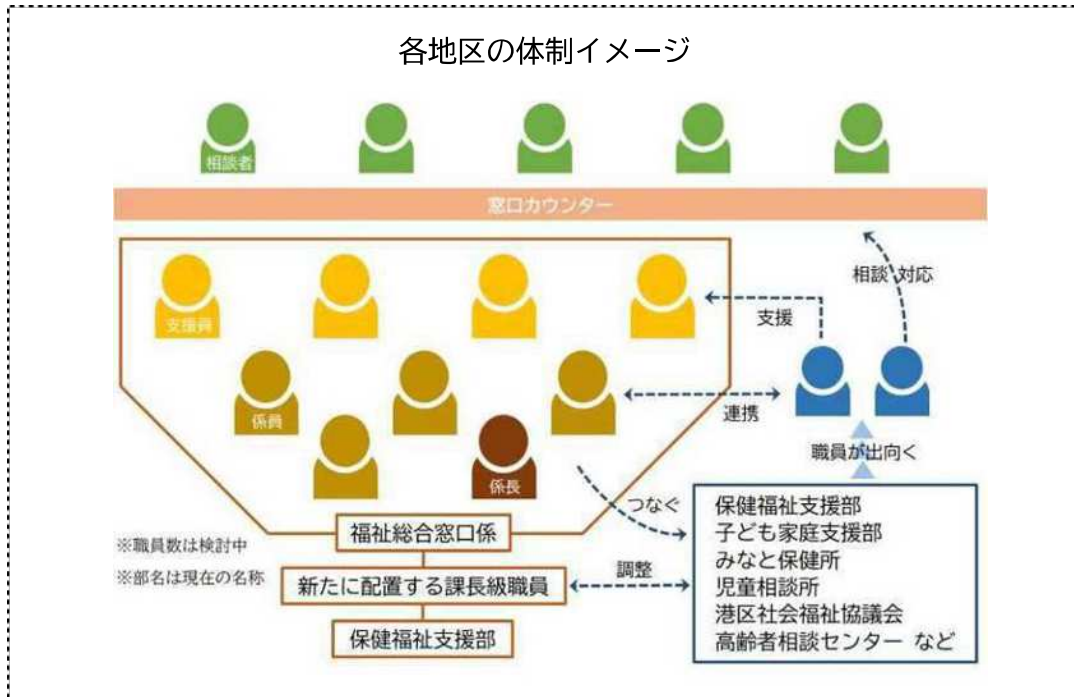 各地区の体制イメージ
相談者
窓口カウンター
相談 対応
支援員
支援
係員
連携
職員が出向く
係長
つなぐ
保健福祉支援部
子ども家庭支援部
みなと保健所
児童相談所
港区社会福祉協議会
高齢者相談センター など
福祉総合窓口係
※職員数は検討中
※部名は現在の名称
調整
新たに配置する課長級職員
保健福祉支援部